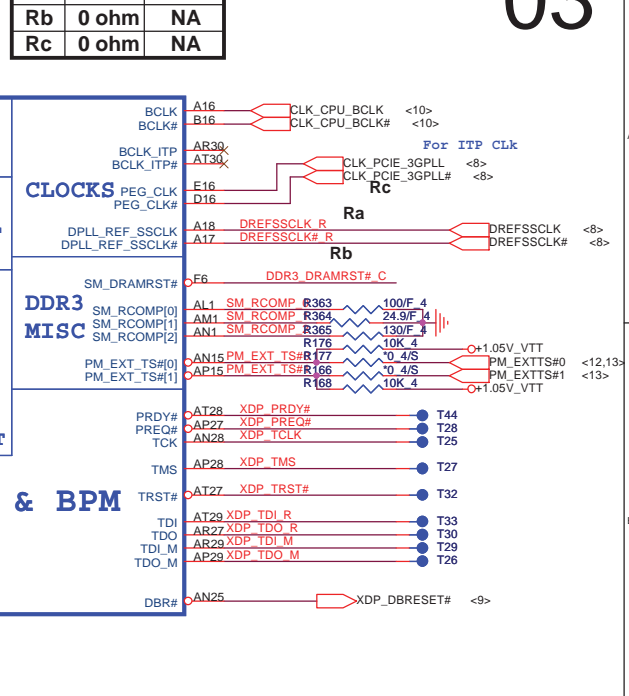 03
Rb 0 ohm NA
Rc 0 ohm NA
BCLK A16 CLK_CPU_BCLK <10>
BCLK# B16 CLK_CPU_BCLK# <10>
For ITP CLk
BCLK_ITP AR30
BCLK_ITP# AT30
CLOCKS
PEG_CLK E16 CLK_PCIE_3GPLL <8>
PEG_CLK# D16 CLK_PCIE_3GPLL# <8>
Rc
Ra
DPLL_REF_SSCLK A18 DREFSSCLK_R DREFSSCLK <8>
DPLL_REF_SSCLK# A17 DREFSSCLK#_R DREFSSCLK# <8>
Rb
SM_DRAMRST# F6 DDR3_DRAMRST#_C
DDR3
MISC
SM_RCOMP[0] AL1 SM_RCOMP_ R363 100/F_4
SM_RCOMP[1] AM1 SM_RCOMP_ R364 24.9/F_4
SM_RCOMP[2] AN1 SM_RCOMP_ R365 130/F_4
R176 10K_4 +1.05V_VTT
PM_EXT_TS#[0] AN15 PM_EXT_TS# R177 *0_4/S PM_EXTTS#0 <12,13>
PM_EXT_TS#[1] AP15 PM_EXT_TS# R166 *0_4/S PM_EXTTS#1 <13>
R168 10K_4 +1.05V_VTT
PRDY# AT28 XDP_PRDY# T44
PREQ# AP27 XDP_PREQ# T28
TCK AN28 XDP_TCLK T25
TMS AP28 XDP_TMS T27
& BPM
TRST# AT27 XDP_TRST# T32
TDI AT29 XDP_TDI_R T33
TDO AR27 XDP_TDO_R T30
TDI_M AR29 XDP_TDI_M T29
TDO_M AP29 XDP_TDO_M T26
DBR# AN25 XDP_DBRESET# <9>